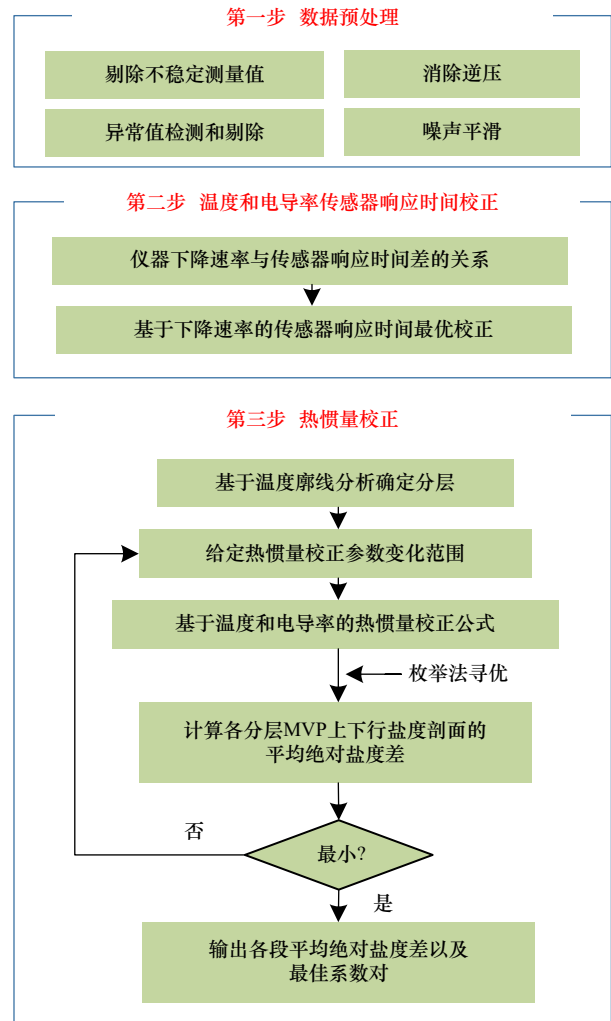 第一步 数据预处理
剔除不稳定测量值
消除逆压
异常值检测和剔除
噪声平滑
第二步 温度和电导率传感器响应时间校正
仪器下降速率与传感器响应时间差的关系
基于下降速率的传感器响应时间最优校正
第三步 热惯量校正
基于温度廓线分析确定分层
给定热惯量校正参数变化范围
基于温度和电导率的热惯量校正公式
枚举法寻优
计算各分层MVP上下行盐度剖面的
平均绝对盐度差
否
最小?
是
输出各段平均绝对盐度差以及
最佳系数对